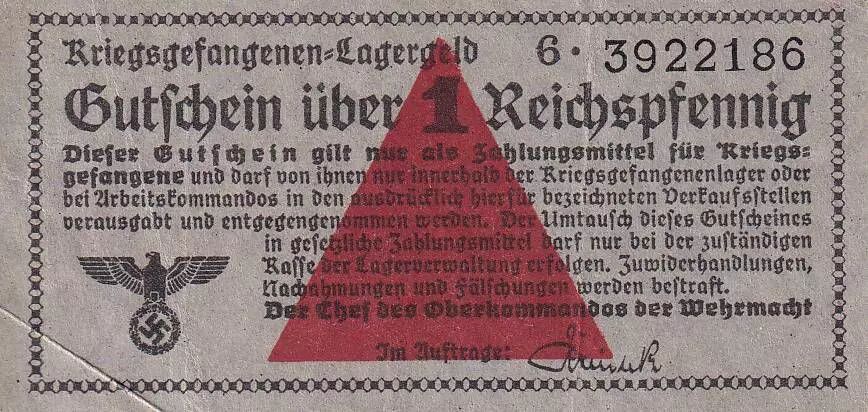 Kriegsgefangenen-Lagergeld 6 · 3922186
Gutschein über 1 Reichspfennig
Dieser Gutschein gilt nur als Zahlungsmittel für Kriegs-
gefangene und darf von ihnen nur innerhalb der Kriegsgefangenenlager oder
bei Arbeitskommandos in den ausdrücklich hierfür bezeichneten Verkaufsstellen
verausgabt und entgegengenommen werden. Der Umtausch dieses Gutscheines
in gesetzliche Zahlungsmittel darf nur bei der zuständigen
Kasse der Lagerverwaltung erfolgen. Zuwiderhandlungen,
Nachahmungen und Fälschungen werden bestraft.
Der Chef des Oberkommandos der Wehrmacht
Im Auftrage: